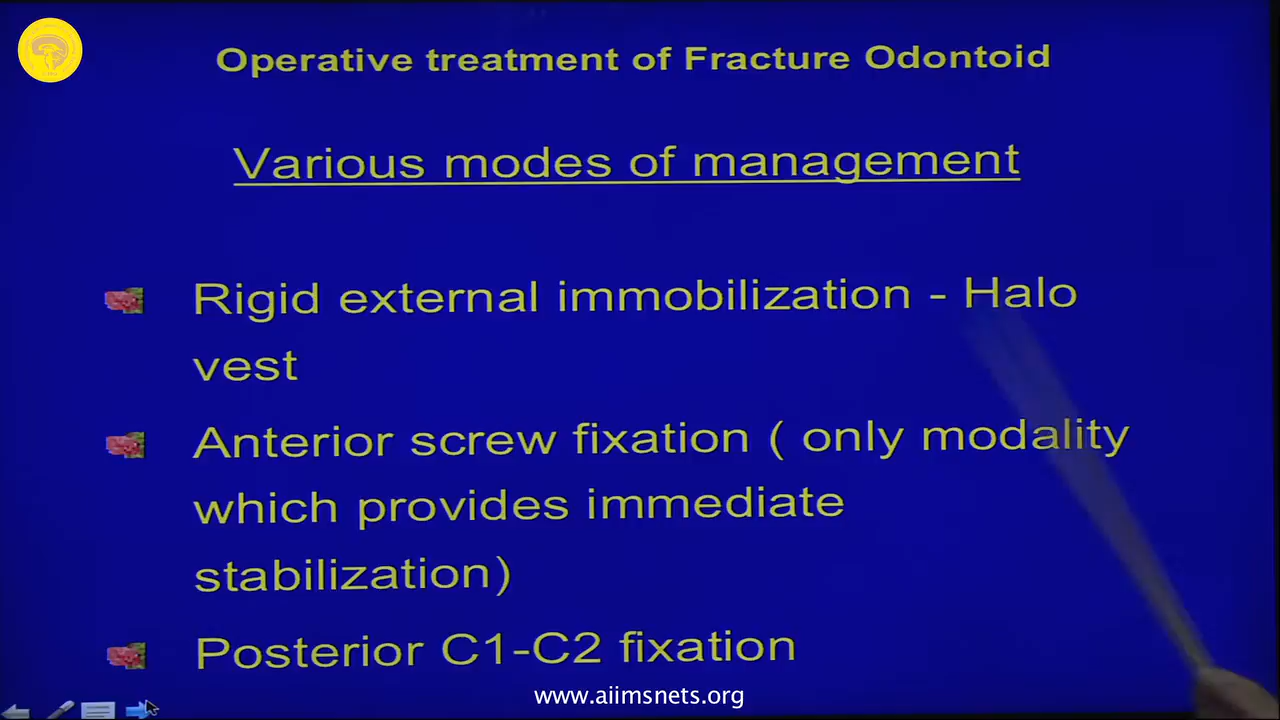 Operative treatment of Fracture Odontoid
Various modes of management
Rigid external immobilization - Halo
vest
Anterior screw fixation ( only modality
which provides immediate
stabilization)
Posterior C1-C2 fixation
www.aiimsnets.org